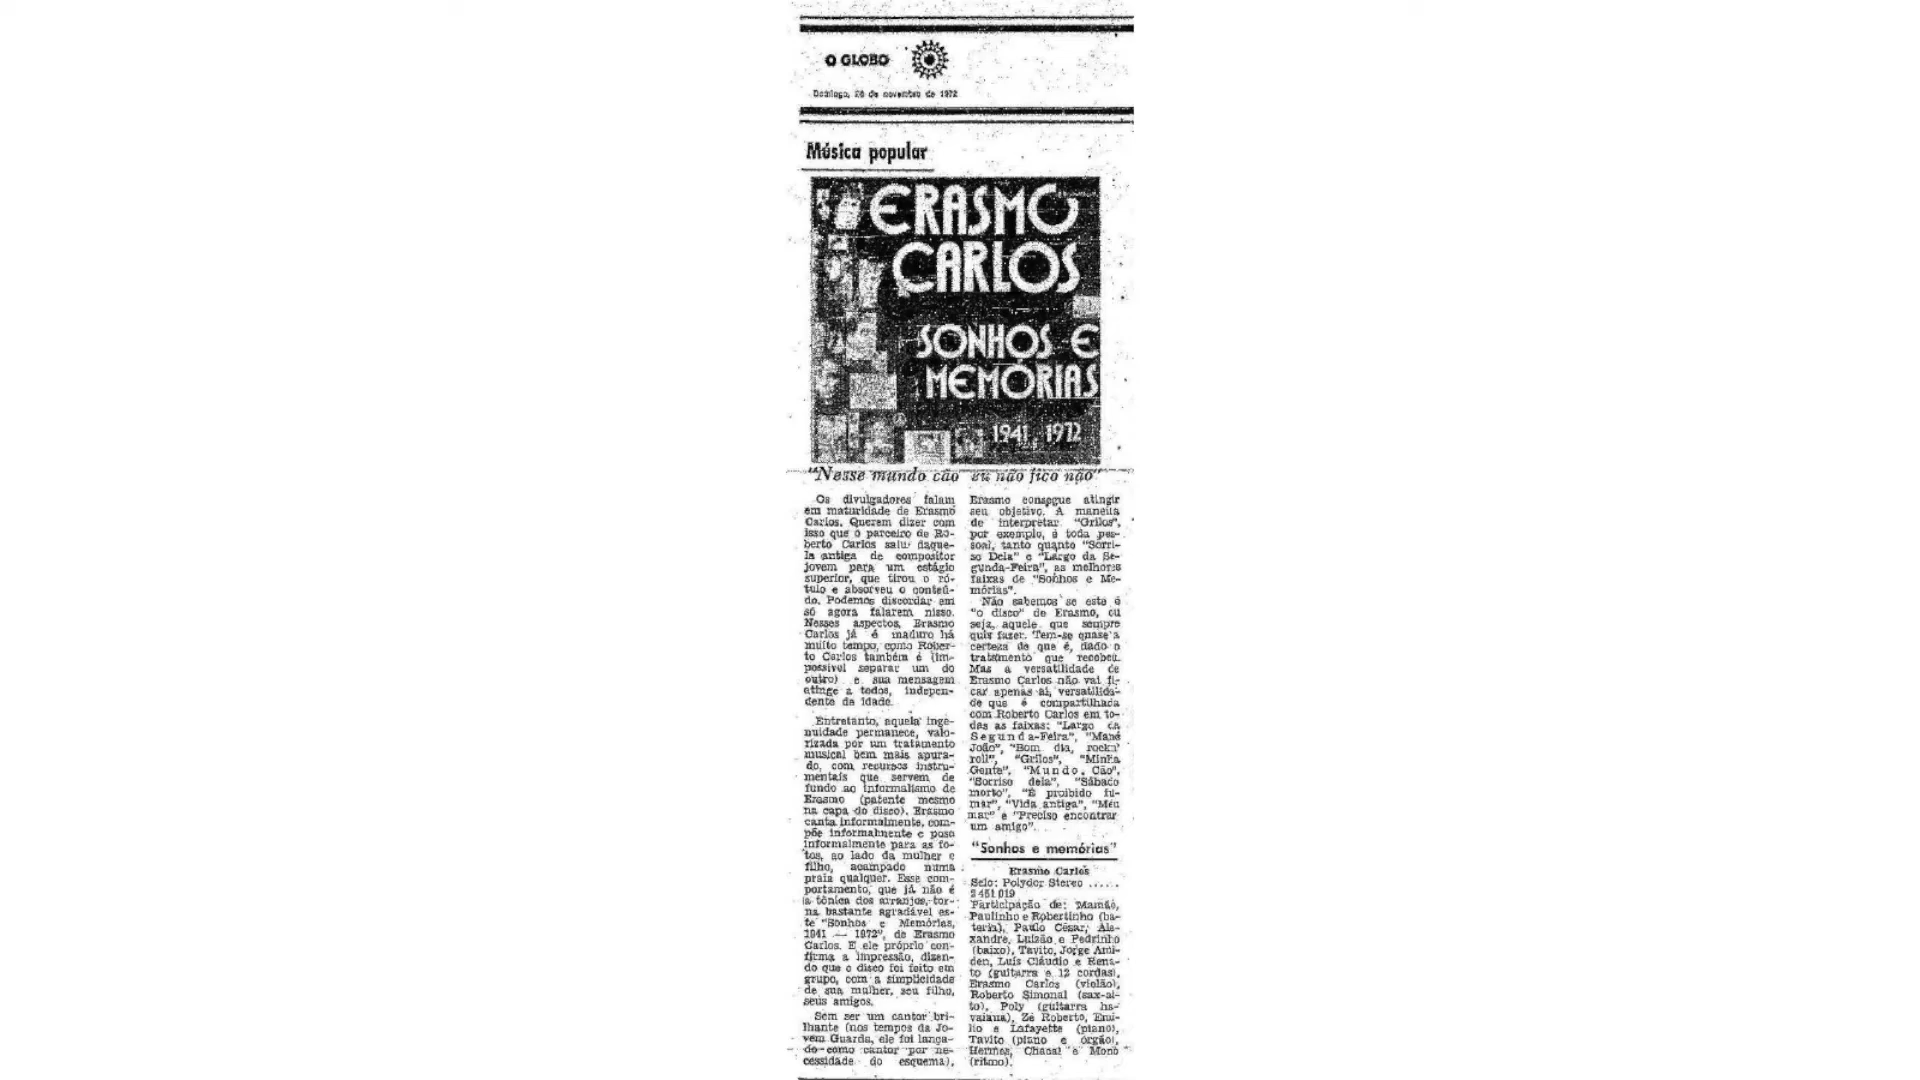 O GLOBO
Domingo, 26 de novembro de 1972
Música popular
ERASMO
CARLOS
SONHOS E
MEMÓRIAS
1941 1972
"Nesse mundo cão eu não fico não"
Os divulgadores falam
em maturidade de Erasmo
Carlos. Querem dizer com
isso que o parceiro de Ro-
berto Carlos saiu daque-
la antiga de compositor
jovem para um estágio
superior, que tirou o ró-
tulo e absorveu o conteú-
do. Podemos discordar em
só agora falarem nisso.
Nesses aspectos, Erasmo
Carlos já é maduro há
muito tempo, como Rober-
to Carlos também é (im-
possível separar um do
outro) e sua mensagem
atinge a todos, indepen-
dente da idade.
Entretanto, aquela inge-
nuidade permanece, valo-
rizada por um tratamento
musical bem mais apura-
do, com recursos instru-
mentais que servem de
fundo ao informalismo de
Erasmo (patente mesmo
na capa do disco). Erasmo
canta informalmente, com-
põe informalmente e posa
informalmente para as fo-
tos, ao lado da mulher e
filho, acampado numa
praia qualquer. Esse com-
portamento, que já não é
a tônica dos arranjos, tor-
na bastante agradável es-
te "Sonhos e Memórias,
1941 — 1972", de Erasmo
Carlos. E ele próprio con-
firma a impressão, dizen-
do que o disco foi feito em
grupo, com a simplicidade
de sua mulher, seu filho,
seus amigos.
Sem ser um cantor bri-
lhante (nos tempos da Jo-
vem Guarda, ele foi lança-
do como cantor por ne-
cessidade do esquema),
Erasmo consegue atingir
seu objetivo. A maneira
de interpretar "Grilos",
por exemplo, é toda pes-
soal, tanto quanto "Sorri-
so Dela" e "Largo da Se-
gunda-Feira", as melhores
faixas de "Sonhos e Me-
mórias".
Não sabemos se este é
"o disco" de Erasmo, ou
seja, aquele que sempre
quis fazer. Tem-se quase a
certeza de que é, dado o
tratamento que recebeu.
Mas a versatilidade de
Erasmo Carlos não vai fi-
car apenas aí, versatilida-
de que é compartilhada
com Roberto Carlos em to-
das as faixas: "Largo da
Segunda-Feira", "Mané
João", "Bom dia, rock'n'
roll", "Grilos", "Minha
Gente", "Mundo Cão",
"Sorriso dela", "Sábado
morto", "É proibido fu-
mar", "Vida antiga", "Meu
mar" e "Preciso encontrar
um amigo".
"Sonhos e memórias"
Erasmo Carlos
Selo: Polydor Stereo .....
2451019
Participação de: Mamão,
Paulinho e Robertinho (ba-
teria), Paulo César, Ale-
xandre, Luizão e Pedrinho
(baixo), Tavito, Jorge Ami-
den, Luís Cláudio e Rena-
to (guitarra e 12 cordas),
Erasmo Carlos (violão),
Roberto Simonal (sax-al-
to), Poly (guitarra ha-
vaiana), Zé Roberto, Emí-
lio e Lafayette (piano),
Tavito (piano e órgão),
Hermes, Chacal e Monó
(ritmo).